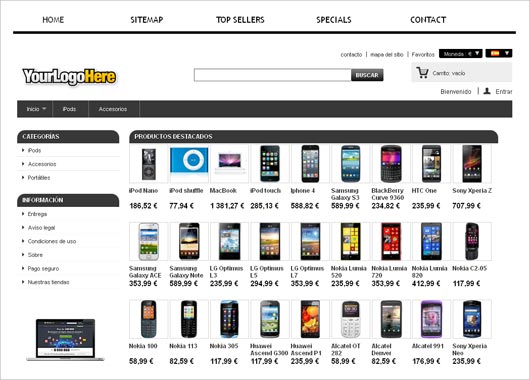 HOME SITEMAP TOP SELLERS SPECIALS CONTACT
contacto | mapa del sitio | Favoritos Moneda : €
YourLogoHere
BUSCAR
Carrito: vacío
Bienvenido | Entrar
Inicio iPods Accesorios
CATEGORÍAS
iPods
Accesorios
Portátiles
INFORMACIÓN
Entrega
Aviso legal
Condiciones de uso
Sobre
Pago seguro
Nuestras tiendas
PRODUCTOS DESTACADOS
iPod Nano iPod shuffle MacBook iPod touch Iphone 4 Samsung Galaxy S3 BlackBerry Curve 9360 HTC One Sony Xperia Z
186,52 € 77,94 € 1 381,27 € 285,13 € 588,82 € 589,99 € 234,82 € 235,99 € 707,99 €
Samsung Galaxy ACE Samsung Galaxy Note LG Optimus L3 LG Optimus L5 LG Optimus L7 Nokia Lumia 520 Nokia Lumia 720 Nokia Lumia 820 Nokia C2-05
353,99 € 589,99 € 235,99 € 294,99 € 353,99 € 235,99 € 353,99 € 412,99 € 117,99 €
Nokia 100 Nokia 113 Nokia 305 Huawei Ascend G300 Huawei Ascend P1 Alcatel OT 282 Alcatel Denver Alcatel 991 Sony Xperia Neo
58,99 € 82,59 € 117,99 € 117,99 € 235,99 € 58,99 € 82,59 € 176,99 € 235,99 €